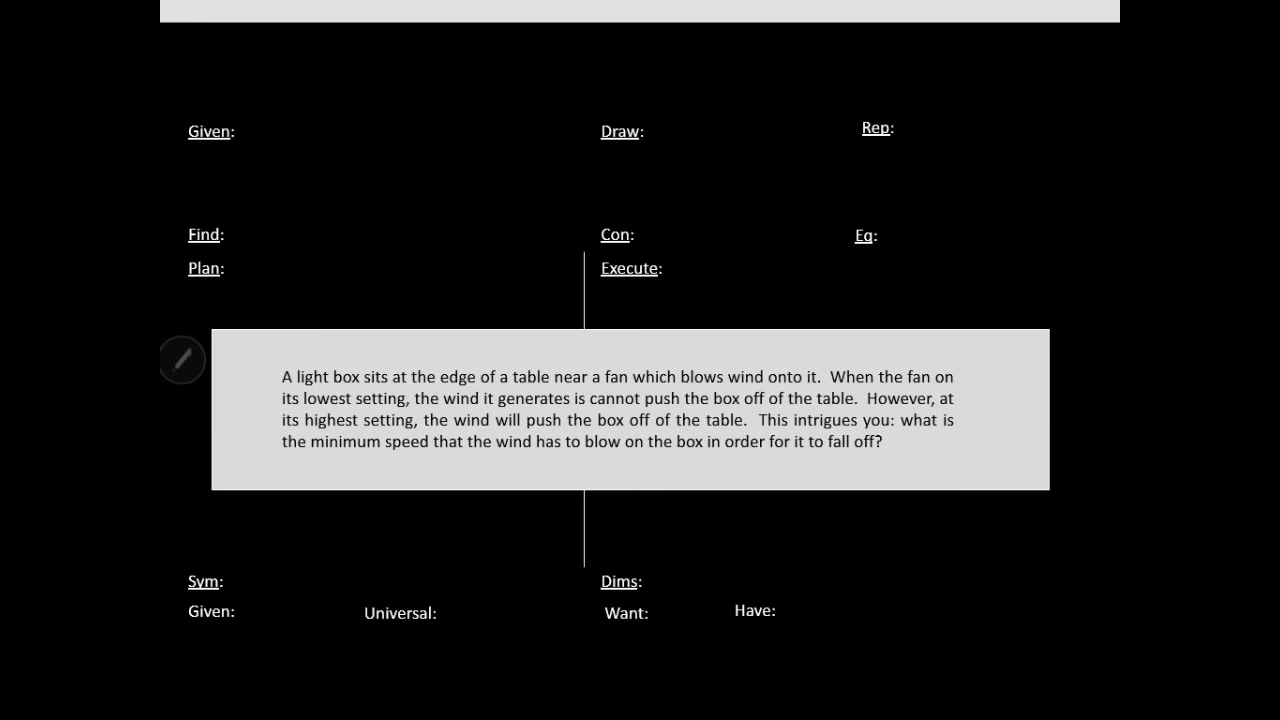 Given:
Draw:
Rep:
Find:
Con:
Eq:
Plan:
Execute:
A light box sits at the edge of a table near a fan which blows wind onto it. When the fan on
its lowest setting, the wind it generates is cannot push the box off of the table. However, at
its highest setting, the wind will push the box off of the table. This intrigues you: what is
the minimum speed that the wind has to blow on the box in order for it to fall off?
Sym:
Dims:
Given:
Universal:
Want:
Have: